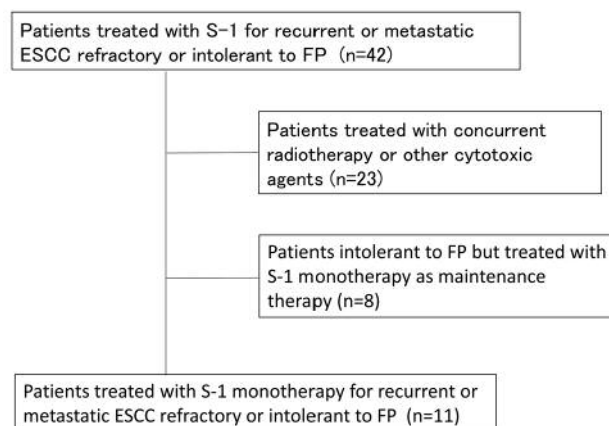 Patients treated with S-1 for recurrent or metastatic
ESCC refractory or intolerant to FP (n=42)
Patients treated with concurrent
radiotherapy or other cytotoxic
agents (n=23)
Patients intolerant to FP but treated with
S-1 monotherapy as maintenance
therapy (n=8)
Patients treated with S-1 monotherapy for recurrent or
metastatic ESCC refractory or intolerant to FP (n=11)